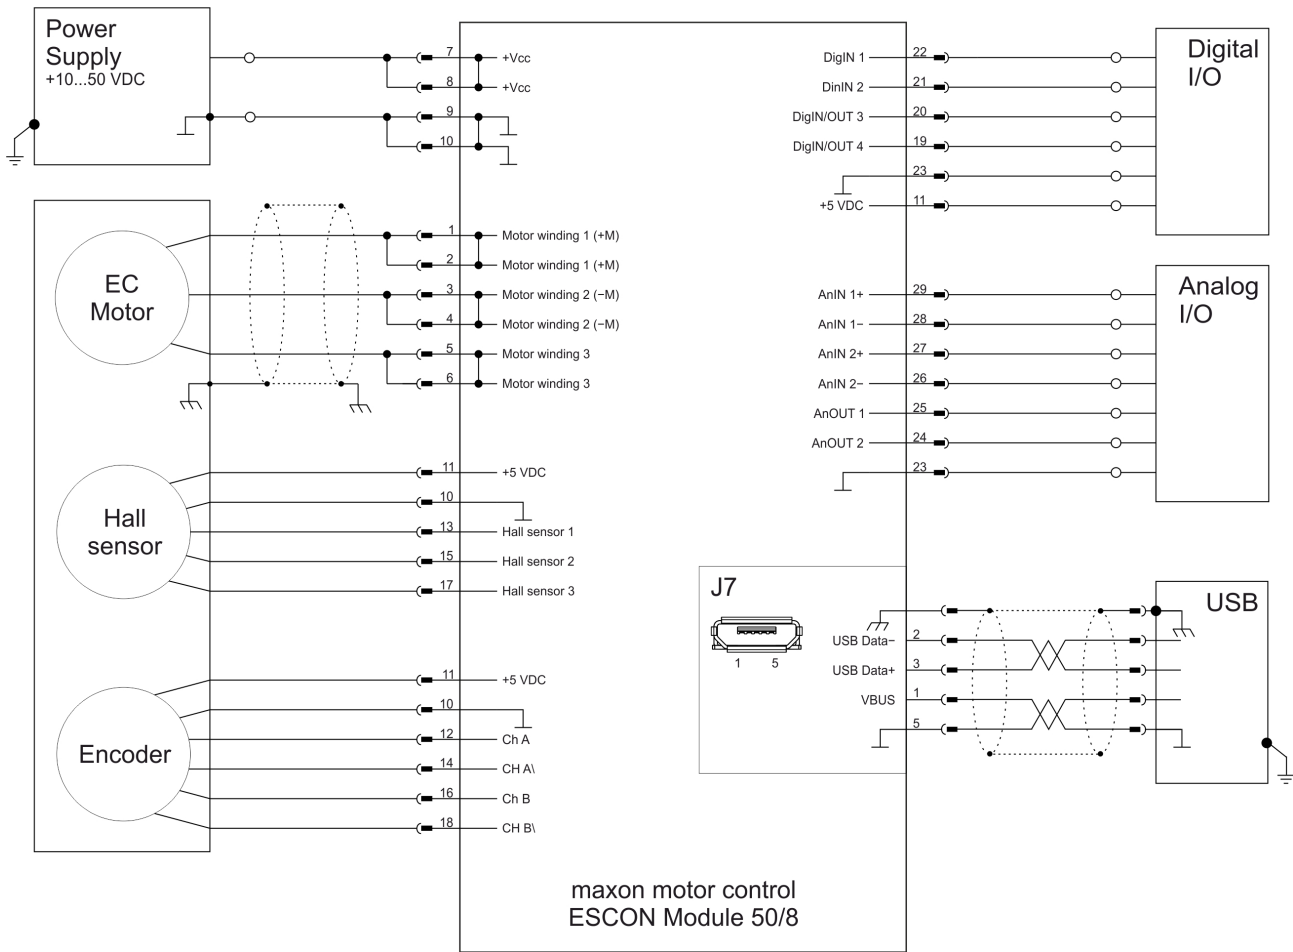 Power
Supply
+10...50 VDC
7 +Vcc
8 +Vcc
9
10
EC
Motor
1 Motor winding 1 (+M)
2 Motor winding 1 (+M)
3 Motor winding 2 (−M)
4 Motor winding 2 (−M)
5 Motor winding 3
6 Motor winding 3
Hall
sensor
11 +5 VDC
10
13 Hall sensor 1
15 Hall sensor 2
17 Hall sensor 3
Encoder
11 +5 VDC
10
12 Ch A
14 CH A\
16 Ch B
18 CH B\
Digital
I/O
DigIN 1 22
DinIN 2 21
DigIN/OUT 3 20
DigIN/OUT 4 19
23
+5 VDC 11
Analog
I/O
AnIN 1+ 29
AnIN 1− 28
AnIN 2+ 27
AnIN 2− 26
AnOUT 1 25
AnOUT 2 24
23
J7
1 5
USB
USB Data− 2
USB Data+ 3
VBUS 1
5
maxon motor control
ESCON Module 50/8